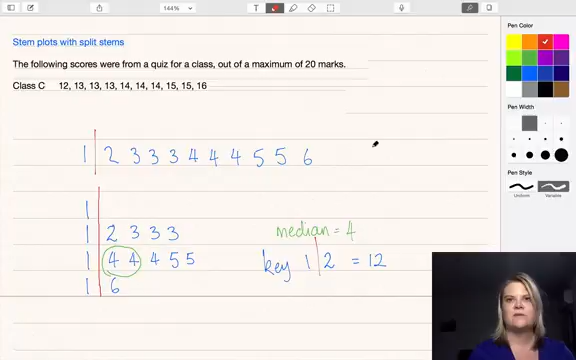 144%
T
Stem plots with split stems
The following scores were from a quiz for a class, out of a maximum of 20 marks.
Class C 12, 13, 13, 13, 14, 14, 14, 15, 15, 16
1 | 2 3 3 3 4 4 4 5 5 6
1 |
1 | 2 3 3 3
1 | 4 4 4 5 5
1 | 6
median = 4
key 1 | 2 = 12
Pen Color
Pen Width
Pen Style
Uniform Variable